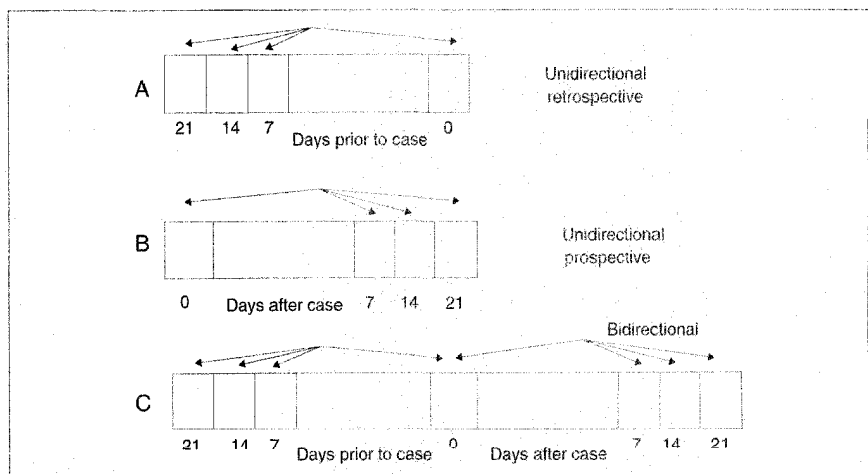 A
Unidirectional
retrospective
21 14 7 Days prior to case 0
B
Unidirectional
prospective
0 Days after case 7 14 21
Bidirectional
C
21 14 7 Days prior to case 0 Days after case 7 14 21